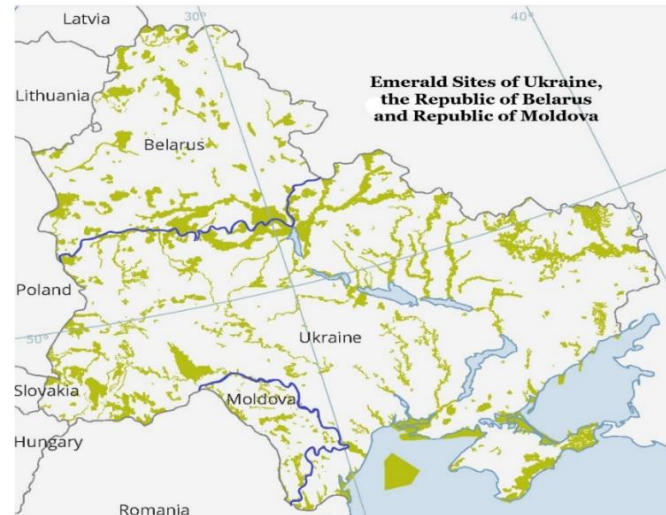 Latvia
30°
40°
Emerald Sites of Ukraine,
the Republic of Belarus
and Republic of Moldova
Lithuania
Belarus
Poland
50°
Ukraine
Slovakia
Moldova
Hungary
Romania